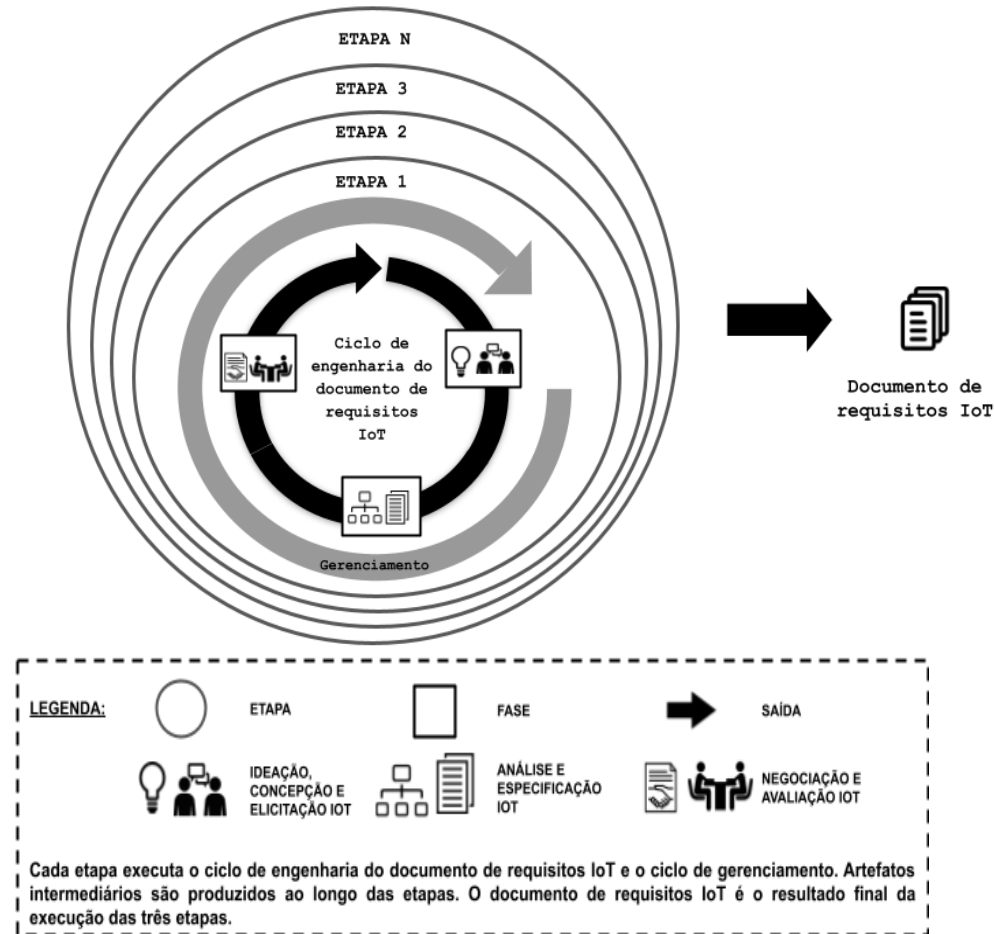 ETAPA N
ETAPA 3
ETAPA 2
ETAPA 1
Ciclo de
engenharia do
documento de
requisitos
IoT
Gerenciamento
Documento de
requisitos IoT
LEGENDA:
ETAPA
FASE
SAÍDA
IDEAÇÃO,
CONCEPÇÃO E
ELICITAÇÃO IOT
ANÁLISE E
ESPECIFICAÇÃO
IOT
NEGOCIAÇÃO E
AVALIAÇÃO IOT
Cada etapa executa o ciclo de engenharia do documento de requisitos IoT e o ciclo de gerenciamento. Artefatos
intermediários são produzidos ao longo das etapas. O documento de requisitos IoT é o resultado final da
execução das três etapas.